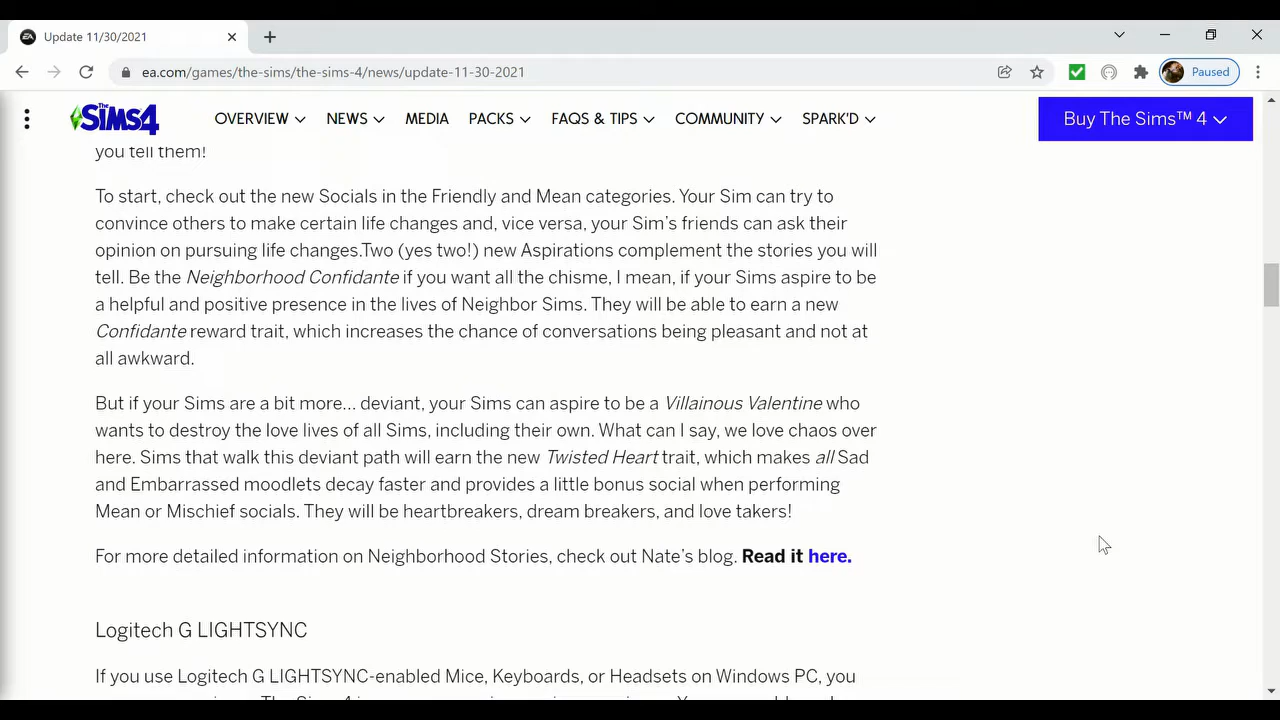 Update 11/30/2021
ea.com/games/the-sims/the-sims-4/news/update-11-30-2021
Paused
The SiMS4
OVERVIEW NEWS MEDIA PACKS FAQS & TIPS COMMUNITY SPARK'D
Buy The Sims™ 4
you tell them!
To start, check out the new Socials in the Friendly and Mean categories. Your Sim can try to
convince others to make certain life changes and, vice versa, your Sim's friends can ask their
opinion on pursuing life changes.Two (yes two!) new Aspirations complement the stories you will
tell. Be the Neighborhood Confidante if you want all the chisme, I mean, if your Sims aspire to be
a helpful and positive presence in the lives of Neighbor Sims. They will be able to earn a new
Confidante reward trait, which increases the chance of conversations being pleasant and not at
all awkward.
But if your Sims are a bit more... deviant, your Sims can aspire to be a Villainous Valentine who
wants to destroy the love lives of all Sims, including their own. What can I say, we love chaos over
here. Sims that walk this deviant path will earn the new Twisted Heart trait, which makes all Sad
and Embarrassed moodlets decay faster and provides a little bonus social when performing
Mean or Mischief socials. They will be heartbreakers, dream breakers, and love takers!
For more detailed information on Neighborhood Stories, check out Nate's blog. Read it here.
Logitech G LIGHTSYNC
If you use Logitech G LIGHTSYNC-enabled Mice, Keyboards, or Headsets on Windows PC, you